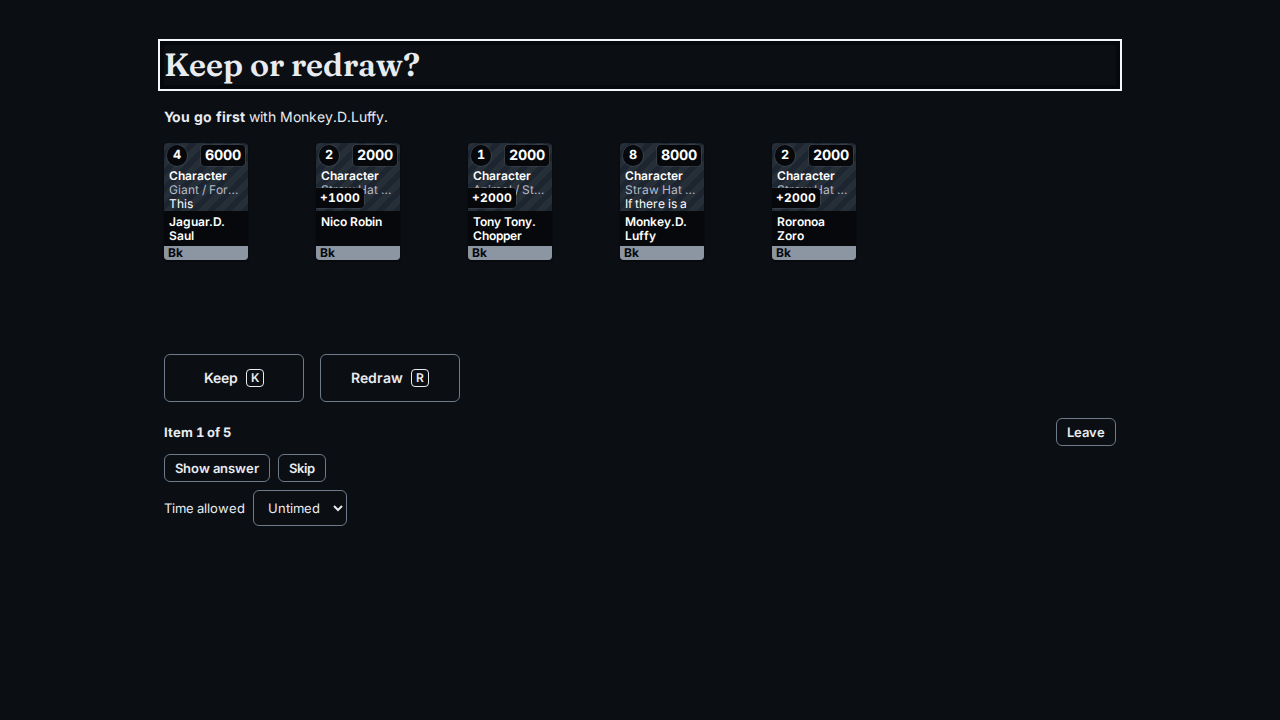 Keep or redraw?
You go first with Monkey.D.Luffy.
4 6000
Character
Giant / For...
This
Jaguar.D.
Saul
Bk
2 2000
Character
+1000
Nico Robin
Bk
1 2000
Character
/ St...
+2000
Tony Tony.
Chopper
Bk
8 8000
Character
Straw Hat ...
If there is a
Monkey.D.
Luffy
Bk
2 2000
Character
Hat ...
+2000
Roronoa
Zoro
Bk
Keep K
Redraw R
Item 1 of 5
Leave
Show answer
Skip
Time allowed Untimed